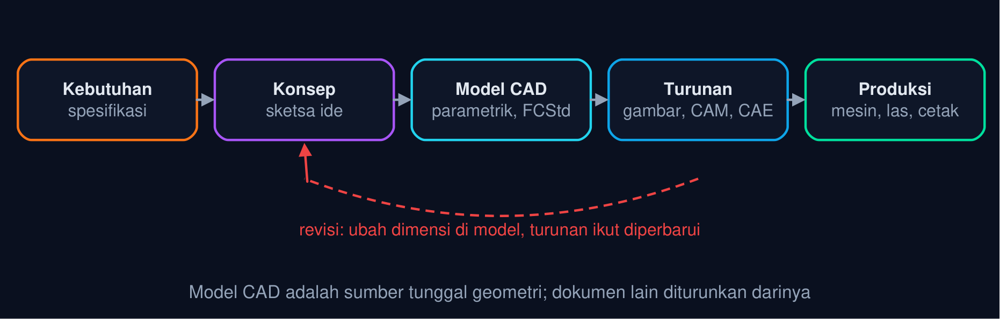 Kebutuhan
spesifikasi
Konsep
sketsa ide
Model CAD
parametrik, FCStd
Turunan
gambar, CAM, CAE
Produksi
mesin, las, cetak
revisi: ubah dimensi di model, turunan ikut diperbarui
Model CAD adalah sumber tunggal geometri; dokumen lain diturunkan darinya